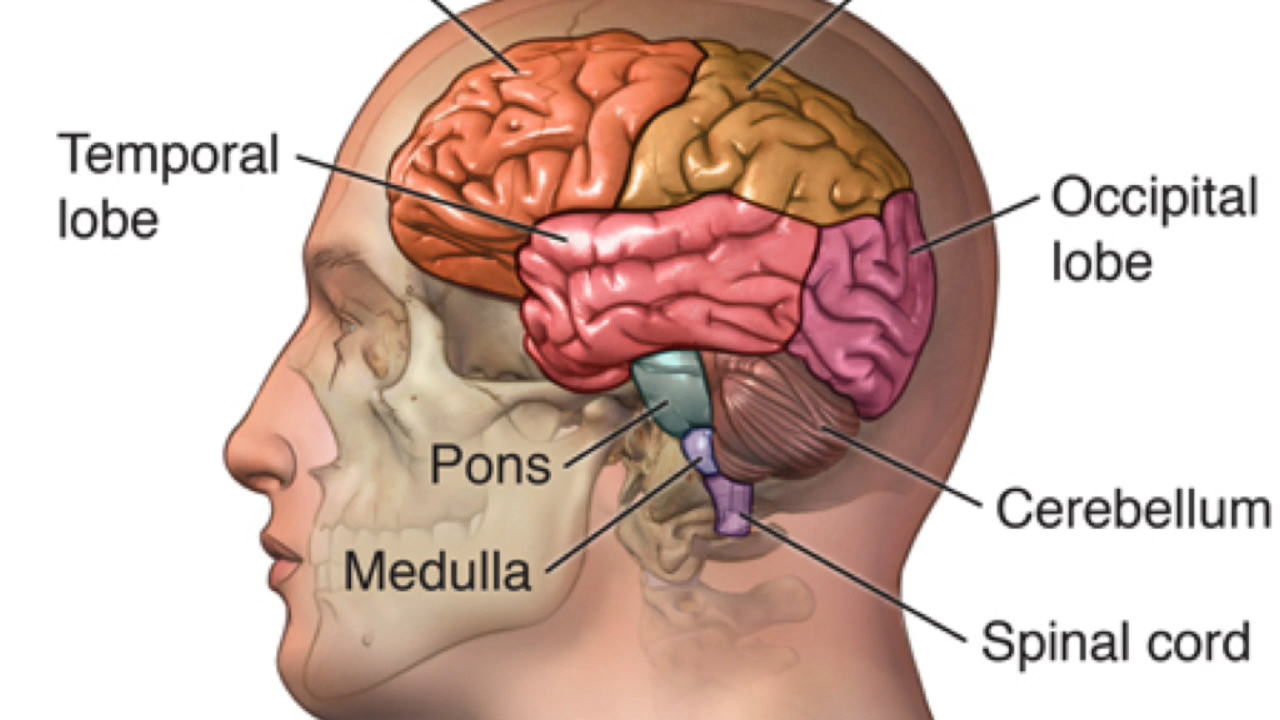 Temporal
lobe
Occipital
lobe
Pons
Cerebellum
Medulla
Spinal cord